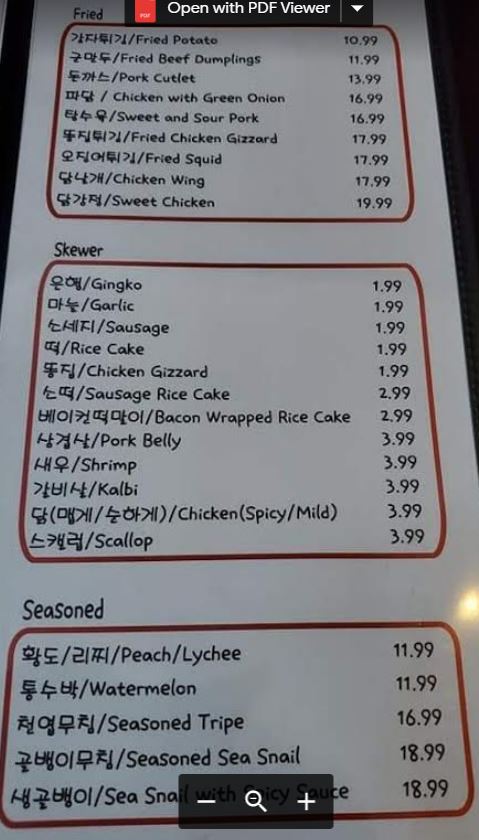 Open with PDF Viewer
PDF
Fried
감자튀김/Fried Potato 10.99
군만두/Fried Beef Dumplings 11.99
돈까스/Pork Cutlet 13.99
파닭 / Chicken with Green Onion 16.99
탕수육/Sweet and Sour Pork 16.99
똥집튀김/Fried Chicken Gizzard 17.99
오징어튀김/Fried Squid 17.99
닭날개/Chicken Wing 17.99
닭강정/Sweet Chicken 19.99
Skewer
은행/Gingko 1.99
마늘/Garlic 1.99
소세지/Sausage 1.99
떡/Rice Cake 1.99
똥집/Chicken Gizzard 1.99
소떡/Sausage Rice Cake 2.99
베이컨떡말이/Bacon Wrapped Rice Cake 2.99
삼겹살/Pork Belly 3.99
새우/Shrimp 3.99
갈비살/Kalbi 3.99
닭(맵게/순하게)/Chicken(Spicy/Mild) 3.99
스캘럽/Scallop 3.99
Seasoned
황도/리찌/Peach/Lychee 11.99
통수박/Watermelon 11.99
천엽무침/Seasoned Tripe 16.99
골뱅이무침/Seasoned Sea Snail 18.99
생골뱅이/Sea Snail with Spicy Sauce 18.99